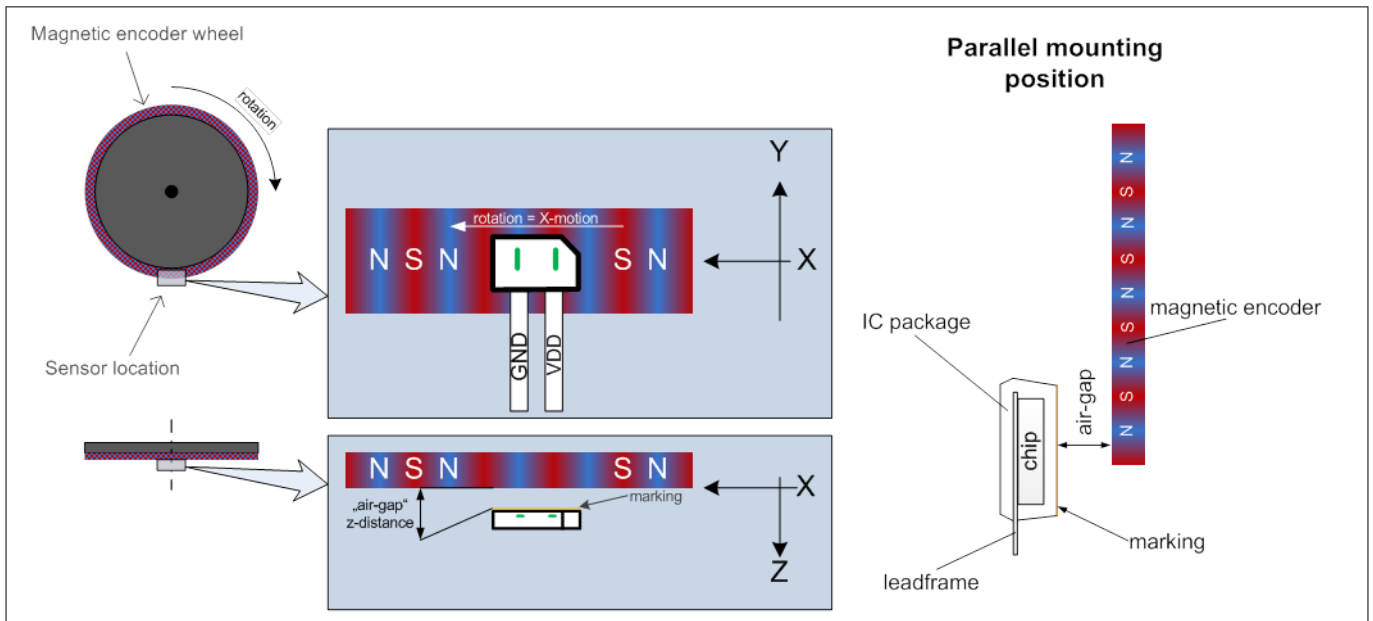 Magnetic encoder wheel
rotation
Sensor location
Y
rotation = X-motion
N S N S N
X
GND
VDD
N S N S N
X
marking
„air-gap“
z-distance
Z
Parallel mounting
position
N
S
N
S
N
S
N
S
N
magnetic encoder
IC package
air-gap
chip
marking
leadframe